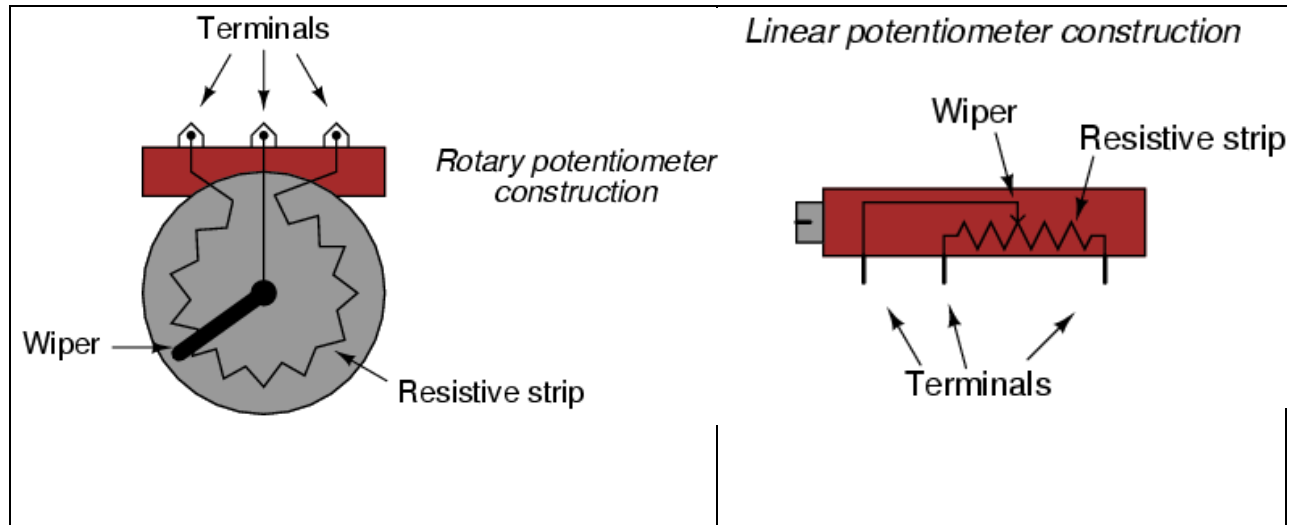 Terminals
Rotary potentiometer
construction
Wiper
Resistive strip
Linear potentiometer construction
Wiper
Resistive strip
Terminals